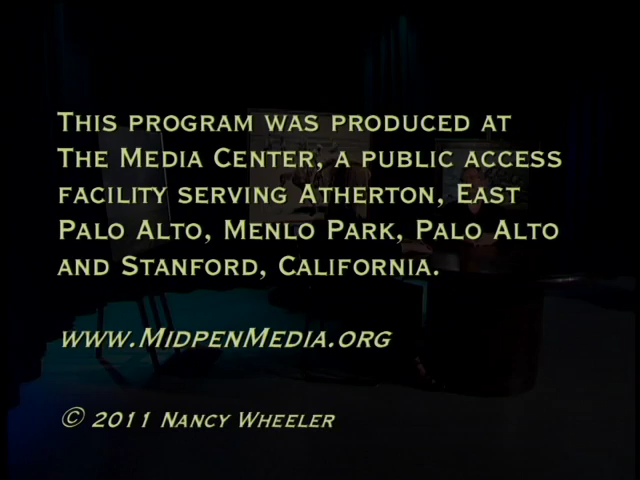 This program was produced at
The Media Center, a public access
facility serving Atherton, East
Palo Alto, Menlo Park, Palo Alto
and Stanford, California.
www.MidpenMedia.org
© 2011 Nancy Wheeler